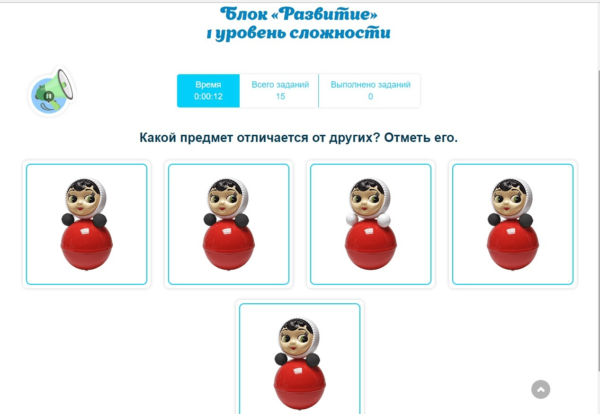 Блок «Развитие»
1 уровень сложности
Время
0:00:12
Всего заданий
15
Выполнено заданий
0
Какой предмет отличается от других? Отметь его.